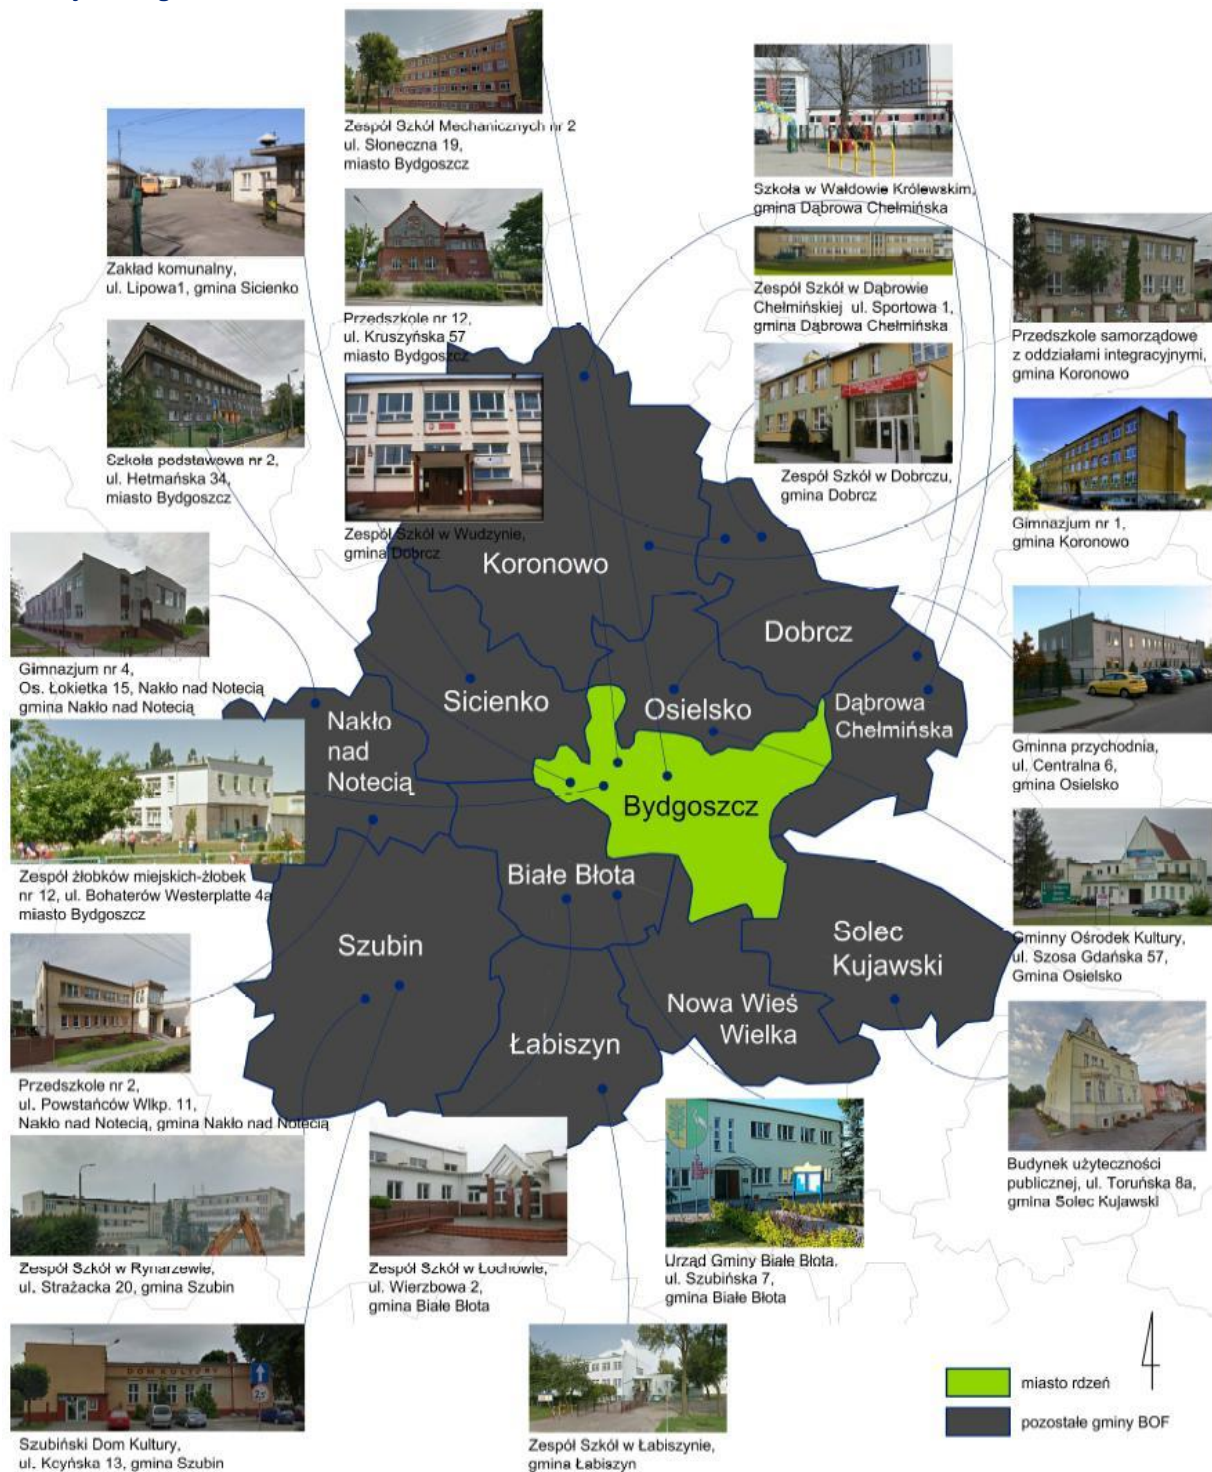 Zespół Szkół Mechanicznych nr 2
ul. Słoneczna 19,
miasto Bydgoszcz
Szkoła w Wałdowie Królewskim,
gmina Dąbrowa Chełmińska
Zakład komunalny,
ul. Lipowa1, gmina Sicienko
Przedszkole nr 12,
ul. Kruszyńska 57
miasto Bydgoszcz
Zespół Szkół w Dąbrowie
Chełmińskiej ul. Sportowa 1,
gmina Dąbrowa Chełmińska
Przedszkole samorządowe
z oddziałami integracyjnymi,
gmina Koronowo
Szkoła podstawowa nr 2,
ul. Hetmańska 34,
miasto Bydgoszcz
Zespół Szkół w Dobrczu,
gmina Dobrcz
Zespół Szkół w Wudzynie,
gmina Dobrcz
Gimnazjum nr 1,
gmina Koronowo
Koronowo
Dobrcz
Sicienko
Osielsko
Dąbrowa
Chełmińska
Nakło
nad
Notecią
Bydgoszcz
Białe Błota
Szubin
Solec
Kujawski
Nowa Wieś
Wielka
Łabiszyn
Gimnazjum nr 4,
Os. Łokietka 15, Nakło nad Notecią
gmina Nakło nad Notecią
Gminna przychodnia,
ul. Centralna 6,
gmina Osielsko
Zespół żłobków miejskich-żłobek
nr 12, ul. Bohaterów Westerplatte 4a
miasto Bydgoszcz
Gminny Ośrodek Kultury,
ul. Szosa Gdańska 57,
Gmina Osielsko
Przedszkole nr 2,
ul. Powstańców Wlkp. 11,
Nakło nad Notecią, gmina Nakło nad Notecią
Budynek użyteczności
publicznej, ul. Toruńska 8a,
gmina Solec Kujawski
Zespół Szkół w Rynarzewie,
ul. Strażacka 20, gmina Szubin
Zespół Szkół w Łochowie,
ul. Wierzbowa 2,
gmina Białe Błota
Urząd Gminy Białe Błota.
ul. Szubińska 7,
gmina Białe Błota
DOM KULTURY
Szubiński Dom Kultury,
ul. Kcyńska 13, gmina Szubin
Zespół Szkół w Łabiszynie,
gmina Łabiszyn
miasto rdzeń
pozostałe gminy BOF